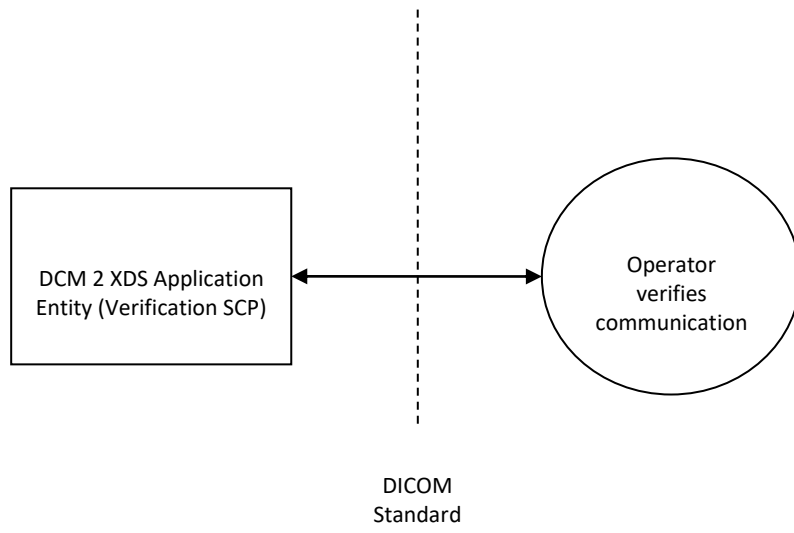 DCM 2 XDS Application
Entity (Verification SCP)
Operator
verifies
communication
DICOM
Standard